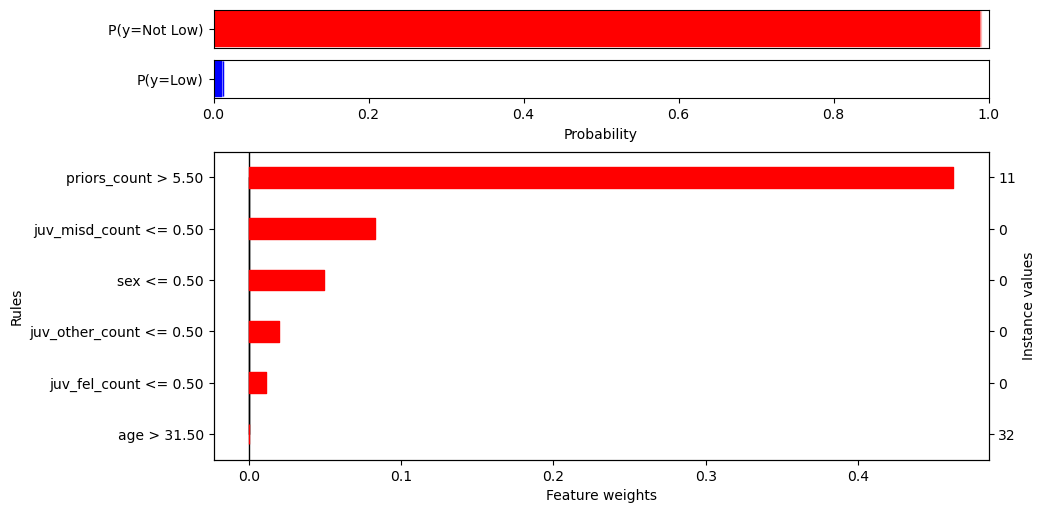 P(y=Not Low)
P(y=Low)
0.0 0.2 0.4 0.6 0.8 1.0
Probability
priors_count > 5.50 11
juv_misd_count <= 0.50 0
sex <= 0.50 0
juv_other_count <= 0.50 0
juv_fel_count <= 0.50 0
age > 31.50 32
Rules
Instance values
0.0 0.1 0.2 0.3 0.4
Feature weights